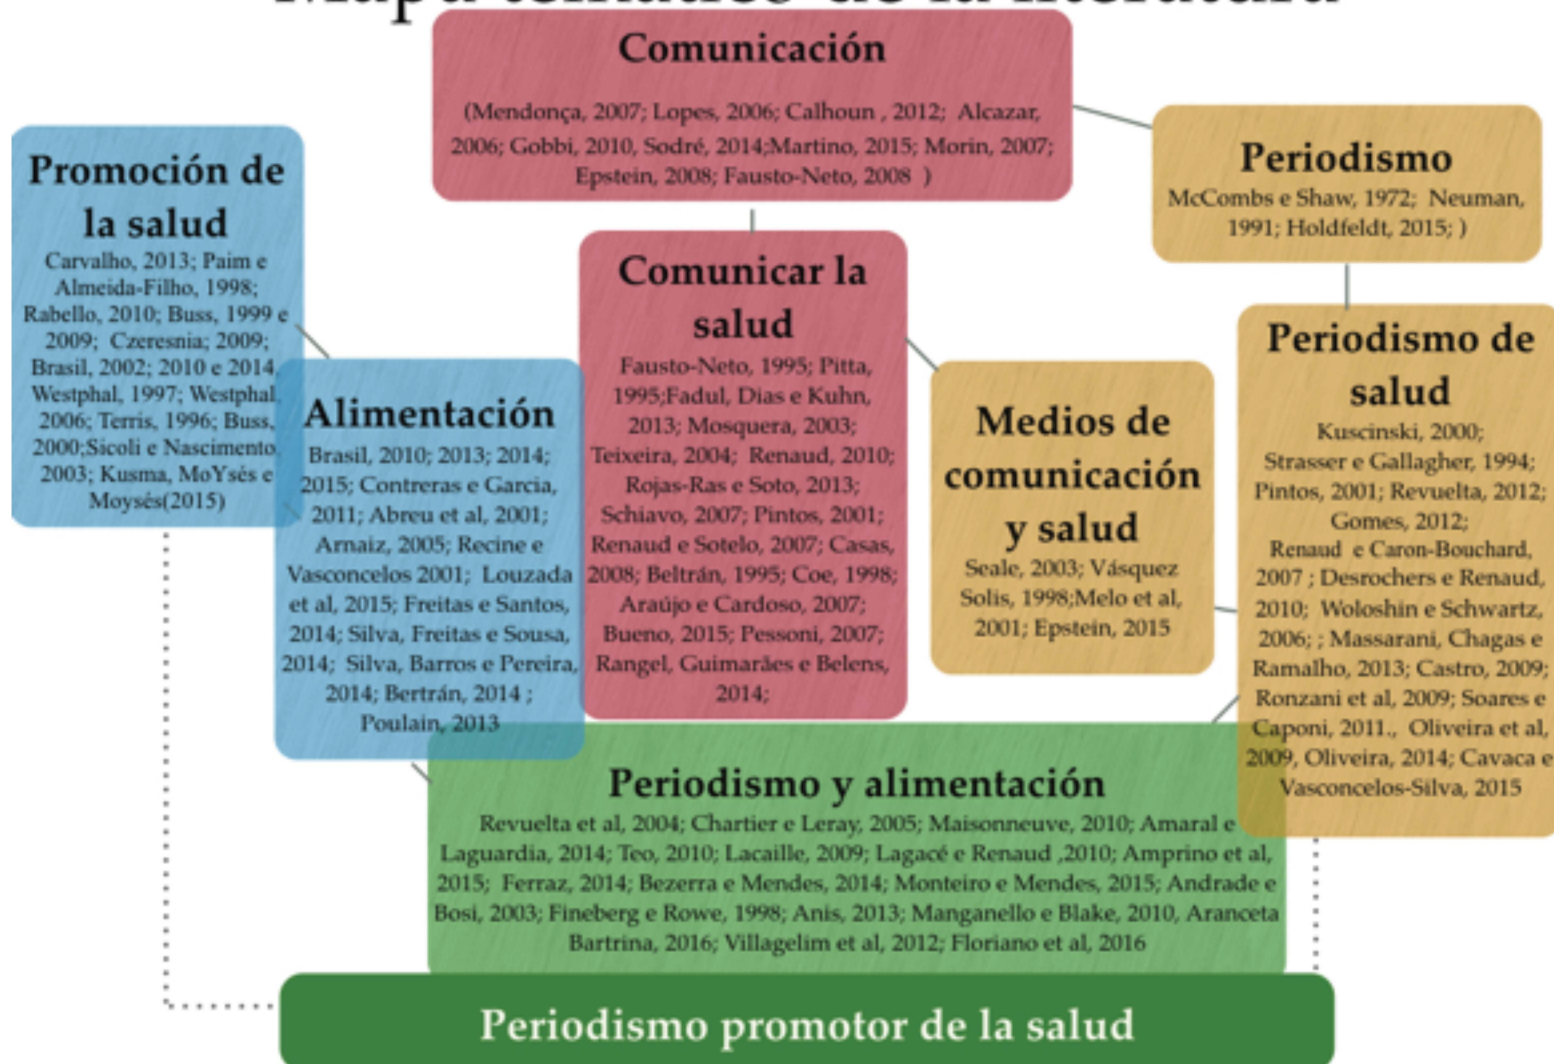 Mapa temático de la literatura
Comunicación
(Mendonça, 2007; Lopes, 2006; Calhoun , 2012; Alcazar,
2006; Gobbi, 2010, Sodré, 2014;Martino, 2015; Morin, 2007;
Epstein, 2008; Fausto-Neto, 2008 )
Periodismo
McCombs e Shaw, 1972; Neuman,
1991; Holdfeldt, 2015; )
Promoción de
la salud
Carvalho, 2013; Paim e
Almeida-Filho, 1998;
Rabello, 2010; Buss, 1999 e
2009; Czeresnia; 2009;
Brasil, 2002; 2010 e 2014,
Westphal, 1997; Westphal,
2006; Terris, 1996; Buss,
2000;Sicoli e Nascimento,
2003; Kusma, MoYsés e
Moysés(2015)
Alimentación
Brasil, 2010; 2013; 2014;
2015; Contreras e Garcia,
2011; Abreu et al, 2001;
Arnaiz, 2005; Recine e
Vasconcelos 2001; Louzada
et al, 2015; Freitas e Santos,
2014; Silva, Freitas e Sousa,
2014; Silva, Barros e Pereira,
2014; Bertrán, 2014 ;
Poulain, 2013
Comunicar la
salud
Fausto-Neto, 1995; Pitta,
1995;Fadul, Dias e Kuhn,
2013; Mosquera, 2003;
Teixeira, 2004; Renaud, 2010;
Rojas-Ras e Soto, 2013;
Schiavo, 2007; Pintos, 2001;
Renaud e Sotelo, 2007; Casas,
2008; Beltrán, 1995; Coe, 1998;
Araújo e Cardoso, 2007;
Bueno, 2015; Pessoni, 2007;
Rangel, Guimarães e Belens,
2014;
Medios de
comunicación
y salud
Seale, 2003; Vásquez
Solis, 1998;Melo et al,
2001; Epstein, 2015
Periodismo de
salud
Kuscinski, 2000;
Strasser e Gallagher, 1994;
Pintos, 2001; Revuelta, 2012;
Gomes, 2012;
Renaud e Caron-Bouchard,
2007 ; Desrochers e Renaud,
2010; Woloshin e Schwartz,
2006; ; Massarani, Chagas e
Ramalho, 2013; Castro, 2009;
Ronzani et al, 2009; Soares e
Caponi, 2011., Oliveira et al,
2009, Oliveira, 2014; Cavaca e
Vasconcelos-Silva, 2015
Periodismo y alimentación
Revuelta et al, 2004; Chartier e Leray, 2005; Maisonneuve, 2010; Amaral e
Laguardia, 2014; Teo, 2010; Lacaille, 2009; Lagacé e Renaud ,2010; Amprino et al,
2015; Ferraz, 2014; Bezerra e Mendes, 2014; Monteiro e Mendes, 2015; Andrade e
Bosi, 2003; Fineberg e Rowe, 1998; Anis, 2013; Manganello e Blake, 2010, Aranceta
Bartrina, 2016; Villagelim et al, 2012; Floriano et al, 2016
Periodismo promotor de la salud